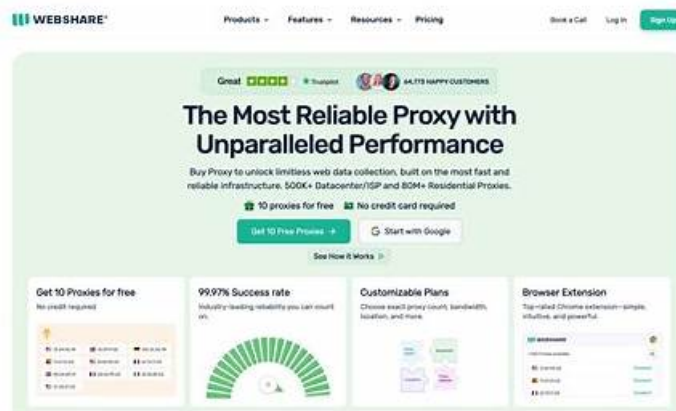 WEBSHARE
Products Features Resources Pricing
Book a Call Log In Sign Up
Great Trustpilot 64,773 HAPPY CUSTOMERS
The Most Reliable Proxy with
Unparalleled Performance
Buy Proxy to unlock limitless web data collection, built on the most fast and
reliable infrastructure. 500K+ Datacenter/ISP and 80M+ Residential Proxies.
10 proxies for free No credit card required
Get 10 Free Proxies →
Start with Google
See How it Works
Get 10 Proxies for free
No credit required
99.97% Success rate
Industry-leading reliability you can count
on.
Customizable Plans
Choose exact proxy count, bandwidth,
location, and more.
Browser Extension
Top-rated Chrome extension—simple,
intuitive, and powerful.
WEBSHARE